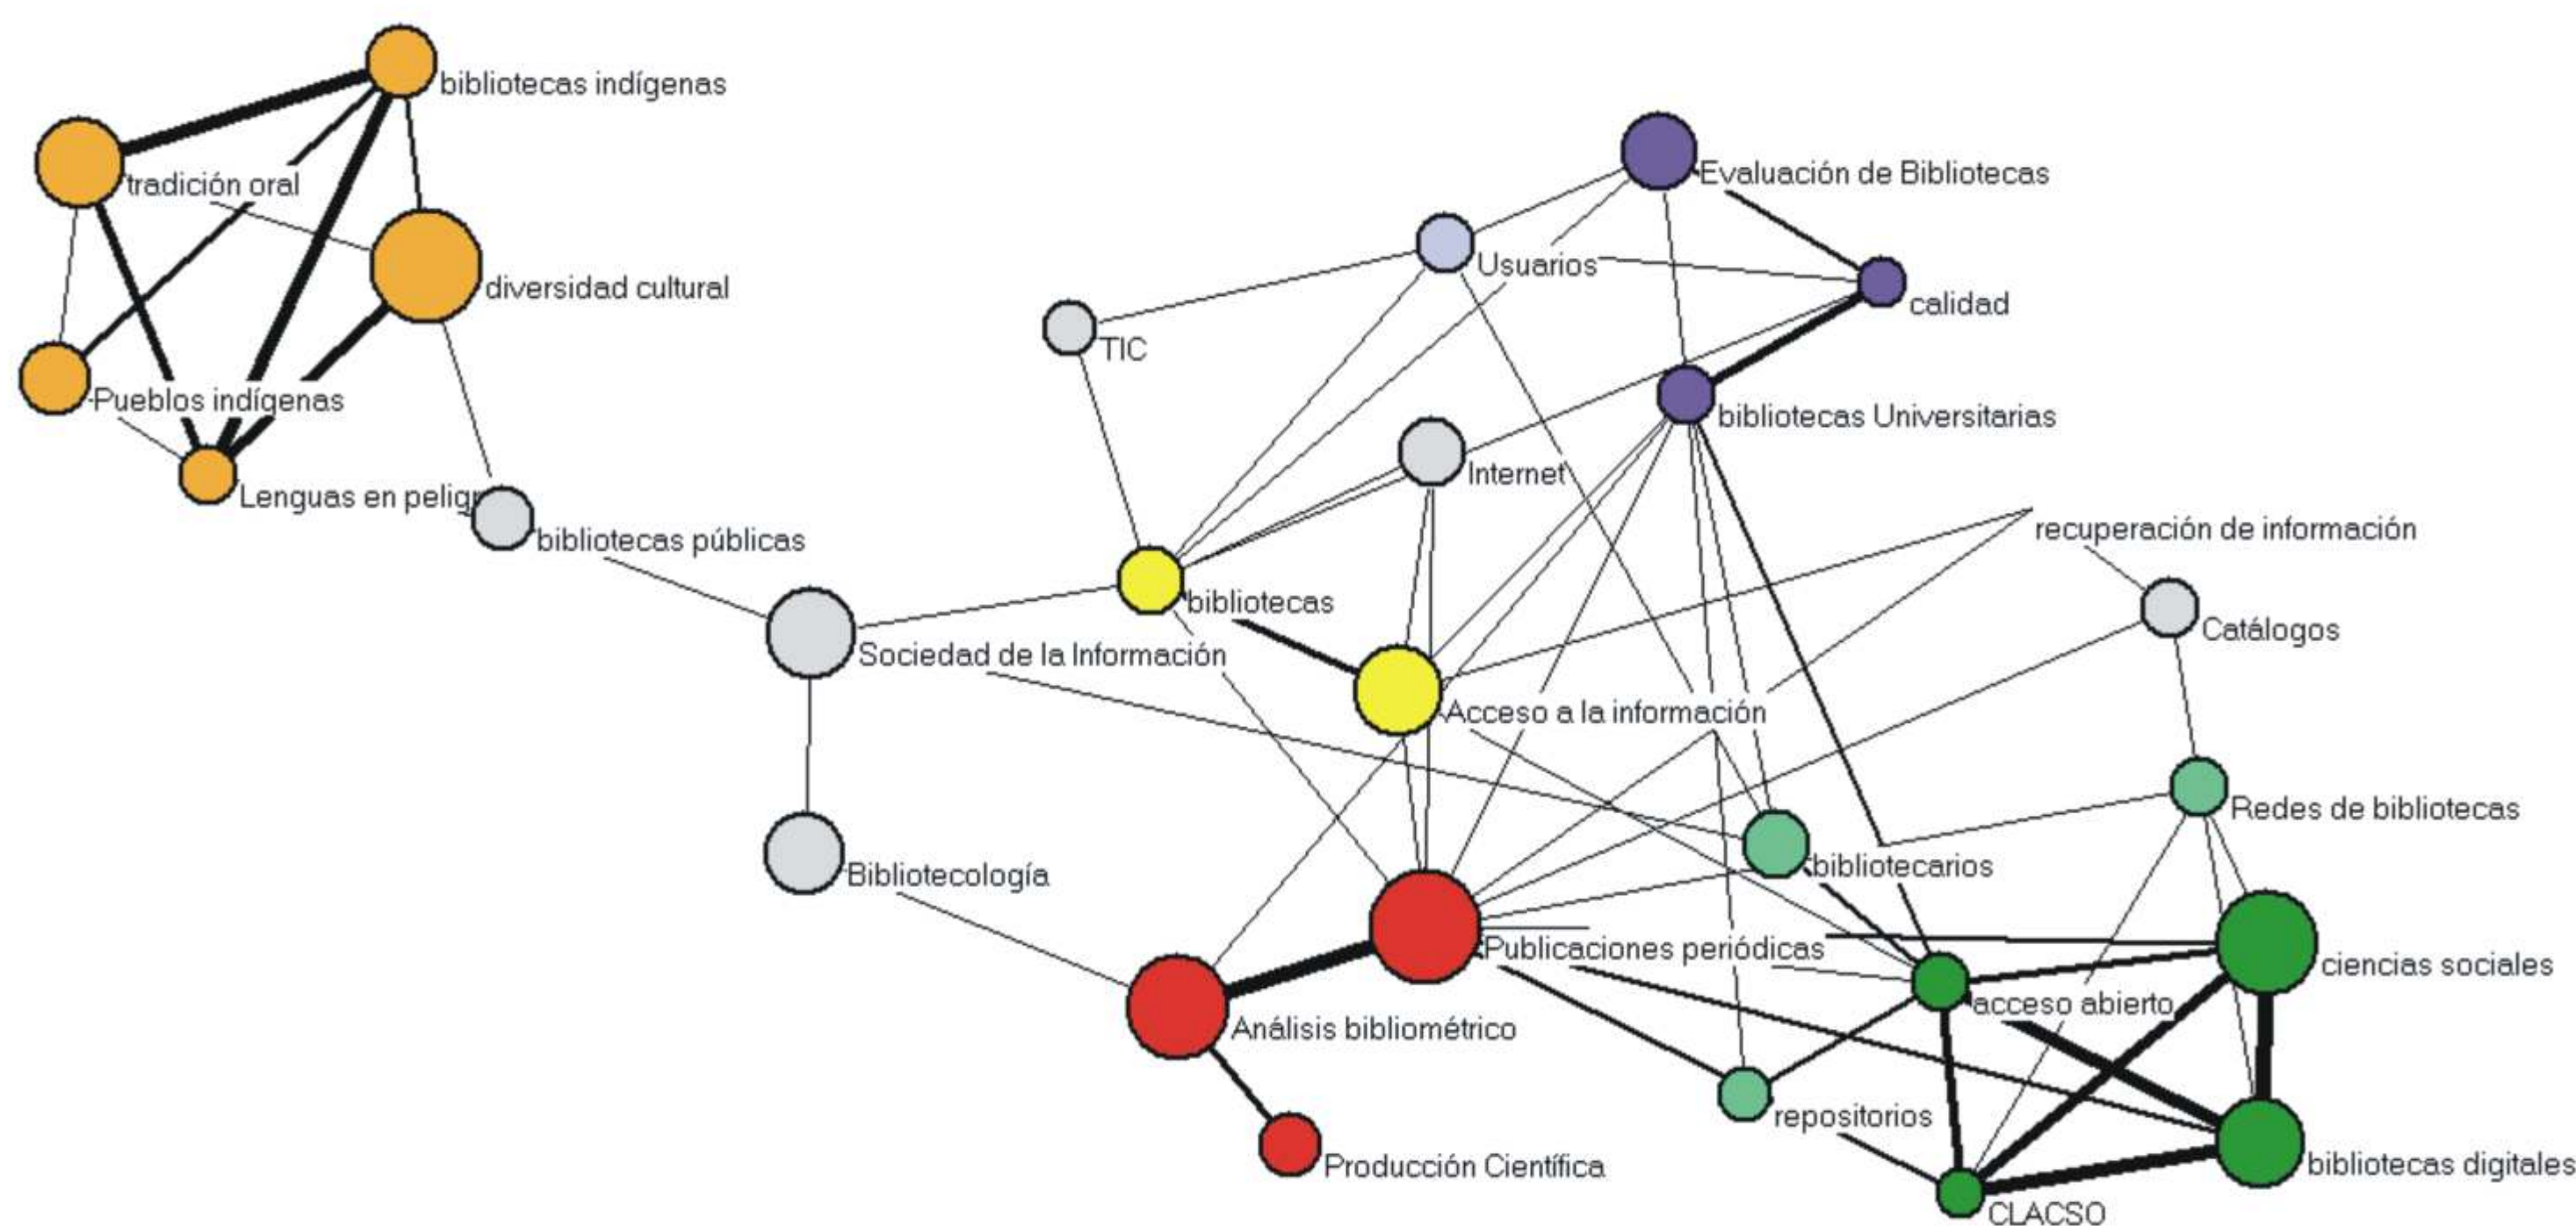 bibliotecas indígenas
tradición oral
diversidad cultural
Pueblos indígenas
Lenguas en peligr
bibliotecas públicas
Evaluación de Bibliotecas
Usuarios
calidad
TIC
bibliotecas Universitarias
Internet
recuperación de información
bibliotecas
Catálogos
Sociedad de la Información
Acceso a la información
Redes de bibliotecas
bibliotecarios
Bibliotecología
Publicaciones periódicas
ciencias sociales
acceso abierto
Análisis bibliométrico
repositorios
Producción Científica
bibliotecas digitales
CLACSO